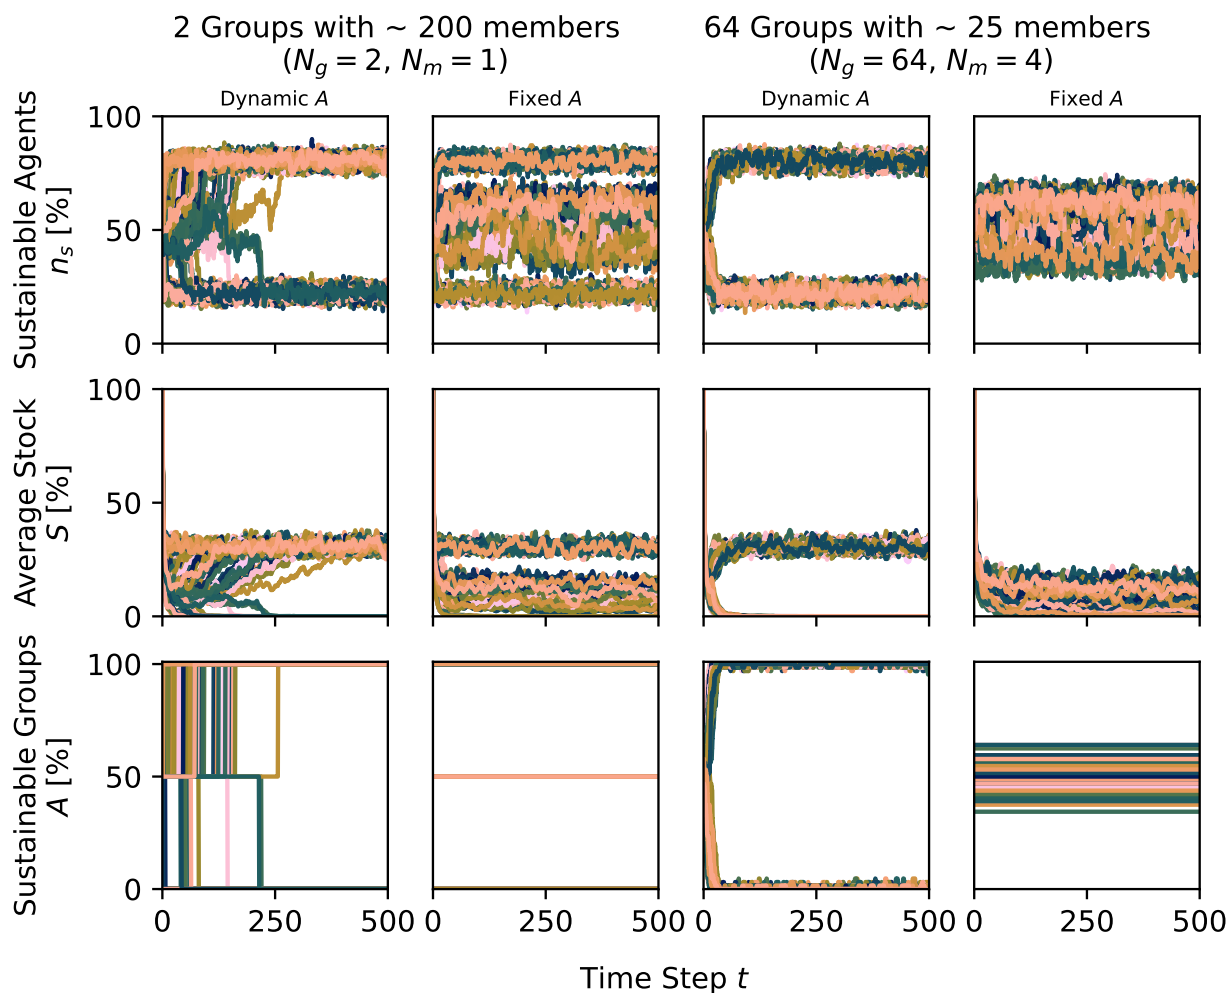 2 Groups with ~ 200 members
(N_g = 2, N_m = 1)
64 Groups with ~ 25 members
(N_g = 64, N_m = 4)
Dynamic A
Fixed A
Dynamic A
Fixed A
Sustainable Agents
n_s [%]
100
50
0
Average Stock
S [%]
100
50
0
Sustainable Groups
A [%]
100
50
0
0 250 500
0 250 500
0 250 500
0 250 500
Time Step t